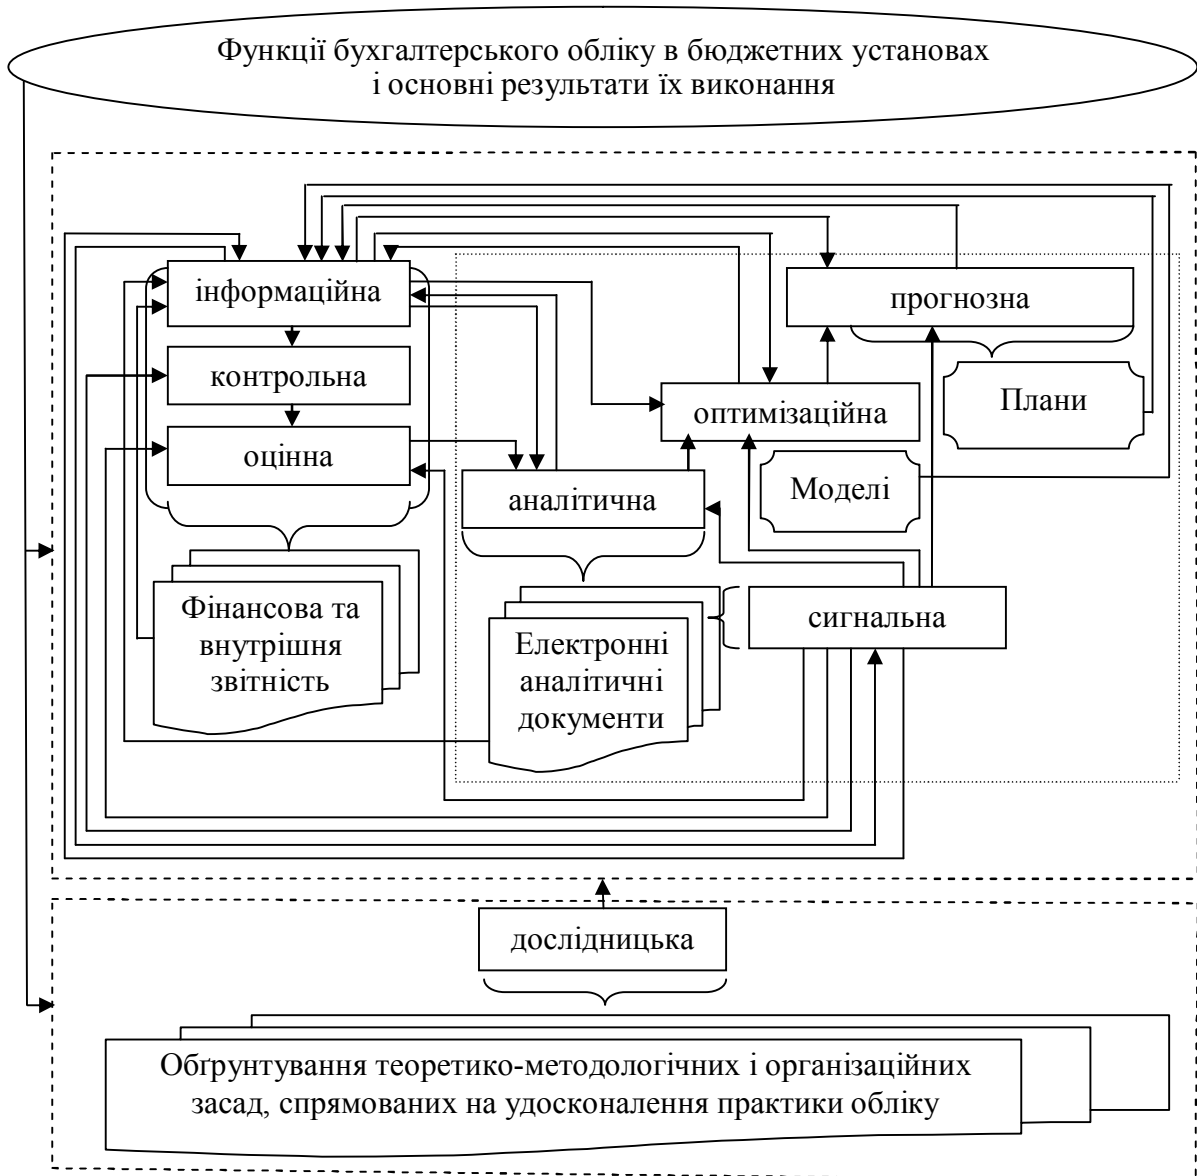 Функції бухгалтерського обліку в бюджетних установах
і основні результати їх виконання
інформаційна
прогнозна
контрольна
Плани
оптимізаційна
оцінна
Моделі
аналітична
Фінансова та
внутрішня
звітність
сигнальна
Електронні
аналітичні
документи
дослідницька
Обґрунтування теоретико-методологічних і організаційних
засад, спрямованих на удосконалення практики обліку